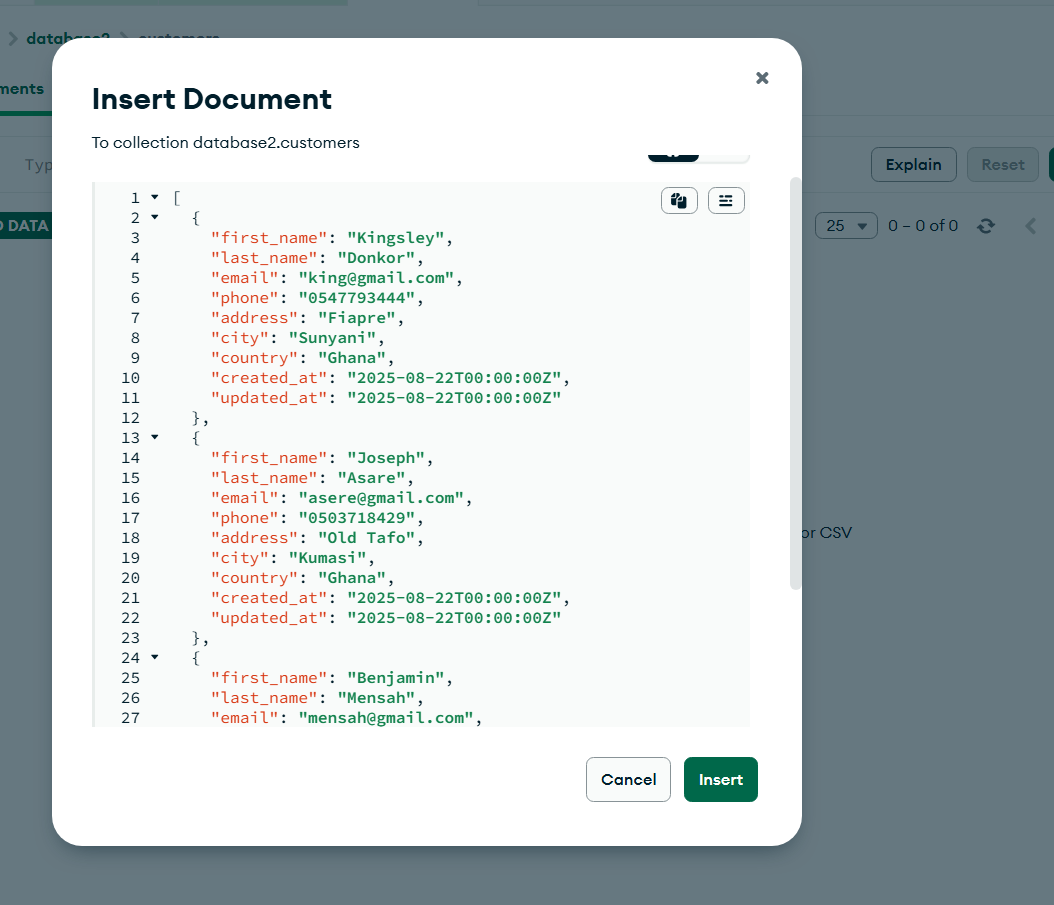 database2
customers
ments
Insert Document
To collection database2.customers
Typ
Explain
Reset
DATA
25
0 – 0 of 0
1 [
2 {
3 "first_name": "Kingsley",
4 "last_name": "Donkor",
5 "email": "king@gmail.com",
6 "phone": "0547793444",
7 "address": "Fiapre",
8 "city": "Sunyani",
9 "country": "Ghana",
10 "created_at": "2025-08-22T00:00:00Z",
11 "updated_at": "2025-08-22T00:00:00Z"
12 },
13 {
14 "first_name": "Joseph",
15 "last_name": "Asare",
16 "email": "asere@gmail.com",
17 "phone": "0503718429",
18 "address": "Old Tafo",
19 "city": "Kumasi",
20 "country": "Ghana",
21 "created_at": "2025-08-22T00:00:00Z",
22 "updated_at": "2025-08-22T00:00:00Z"
23 },
24 {
25 "first_name": "Benjamin",
26 "last_name": "Mensah",
27 "email": "mensah@gmail.com",
or CSV
Cancel
Insert